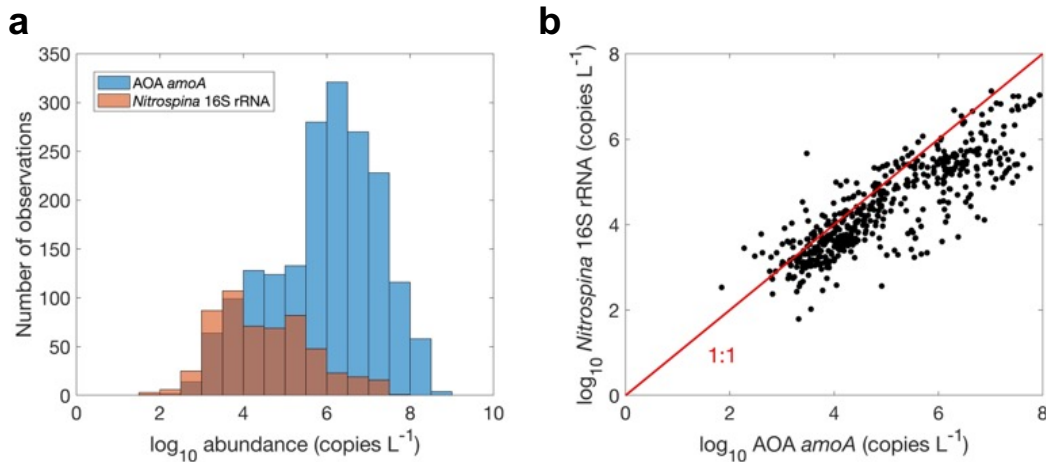 a
Number of observations
350
300
250
200
150
100
50
0
AOA amoA
Nitrospina 16S rRNA
0 2 4 6 8 10
log10 abundance (copies L⁻¹)
b
log10 Nitrospina 16S rRNA (copies L⁻¹)
8
6
4
2
0
1:1
0 2 4 6 8
log10 AOA amoA (copies L⁻¹)